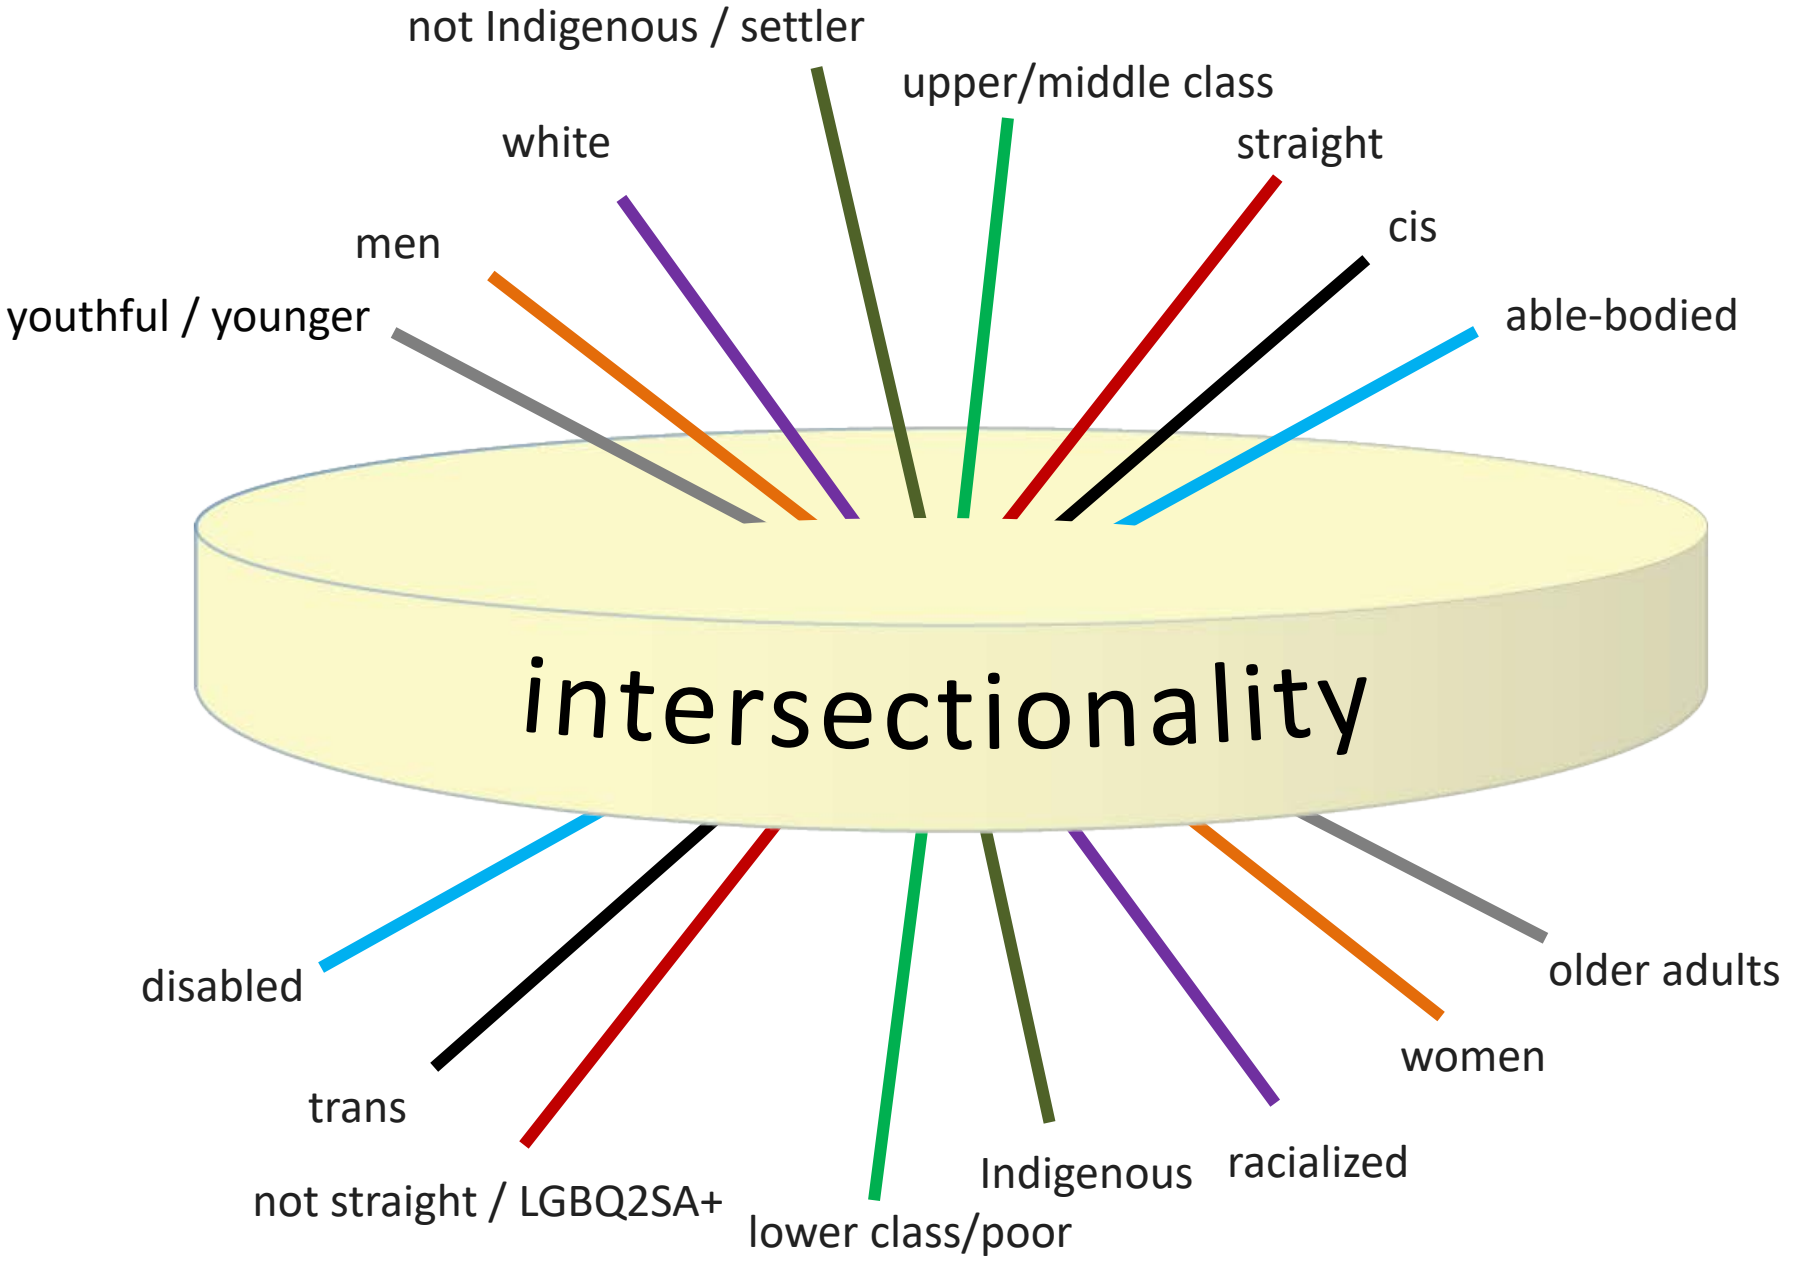 not Indigenous / settler
upper/middle class
white
straight
cis
men
youthful / younger
able-bodied
intersectionality
disabled
older adults
women
trans
Indigenous
racialized
not straight / LGBQ2SA+
lower class/poor